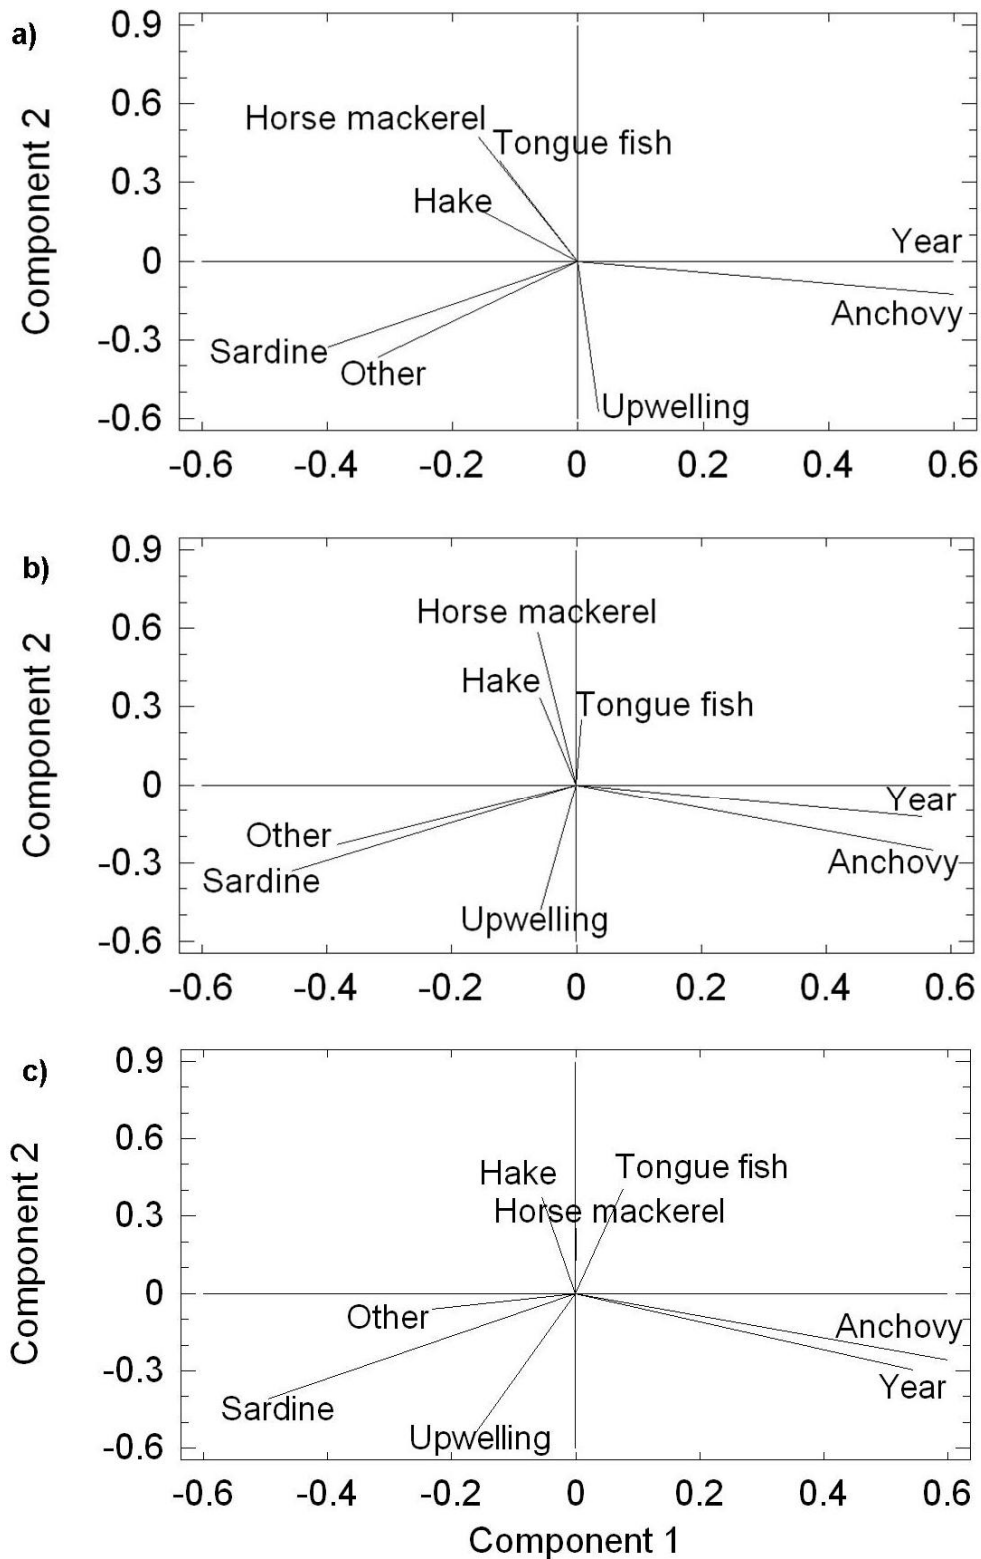 a)
Component 2
0.9
0.6
0.3
0
-0.3
-0.6
Horse mackerel
Tongue fish
Hake
Year
Anchovy
Sardine
Other
Upwelling
-0.6 -0.4 -0.2 0 0.2 0.4 0.6
b)
Component 2
0.9
0.6
0.3
0
-0.3
-0.6
Horse mackerel
Hake
Tongue fish
Year
Other
Anchovy
Sardine
Upwelling
-0.6 -0.4 -0.2 0 0.2 0.4 0.6
c)
Component 2
0.9
0.6
0.3
0
-0.3
-0.6
Tongue fish
Hake
Horse mackerel
Other
Anchovy
Year
Sardine
Upwelling
-0.6 -0.4 -0.2 0 0.2 0.4 0.6
Component 1